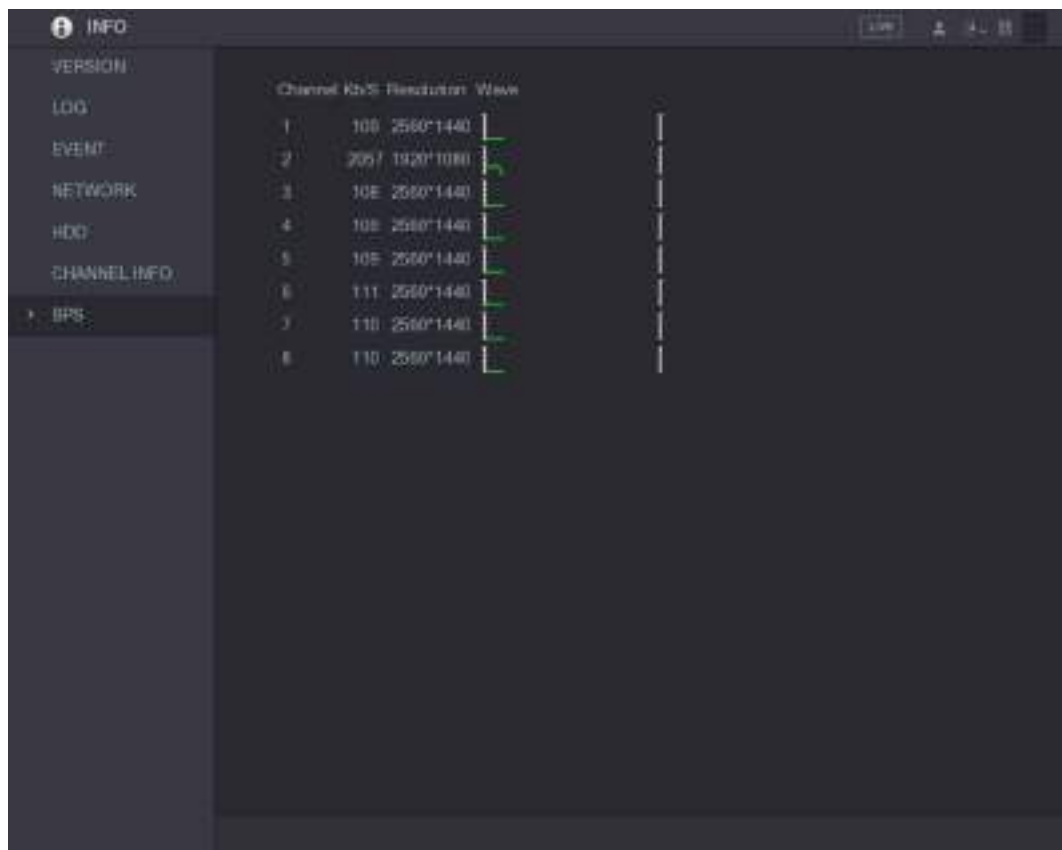 INFO
LIVE
VERSION
LOG
EVENT
NETWORK
HDD
CHANNEL INFO
BPS
Channel Kb/S Resolution Wave
1 2560*1440
2 2057 1920*1080
3 2560*1440
4 2560*1440
5 2560*1440
6 111 2560*1440
7 110 2560*1440
8 110 2560*1440